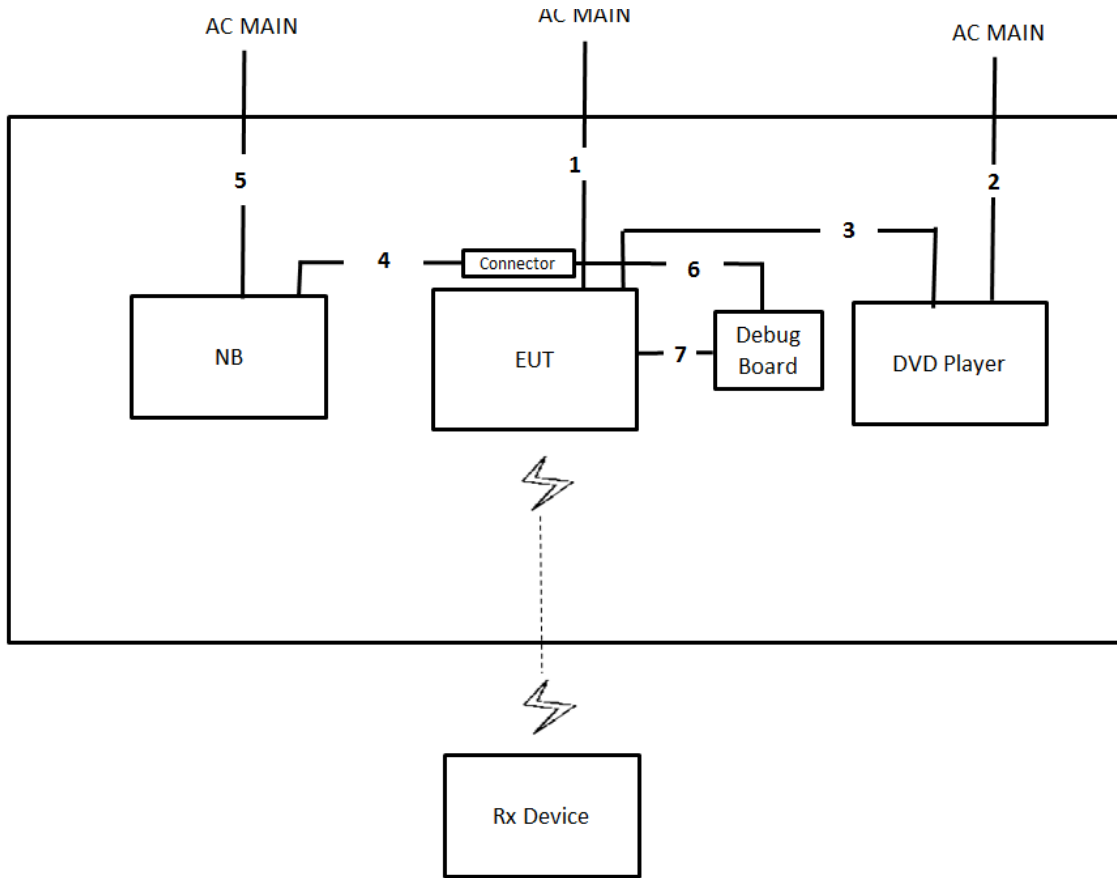 AC MAIN
AC MAIN
AC MAIN
5
1
2
3
4
Connector
6
NB
EUT
7
Debug
Board
DVD Player
Rx Device